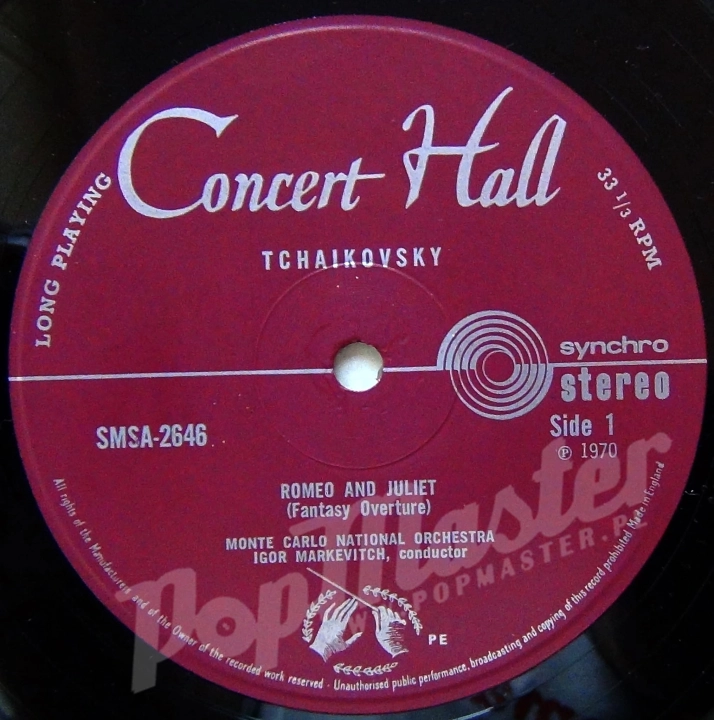 Concert Hall
LONG PLAYING
33 1/3 RPM
TCHAIKOVSKY
synchro
stereo
SMSA-2646
Side 1
℗ 1970
ROMEO AND JULIET
(Fantasy Overture)
MONTE CARLO NATIONAL ORCHESTRA
IGOR MARKEVITCH, conductor
PE
All rights of the Manufacturers and of the Owner of the recorded work reserved - Unauthorised public performance, broadcasting and copying of this record prohibited Made in England
PopMaster
WWW.POPMASTER.PL